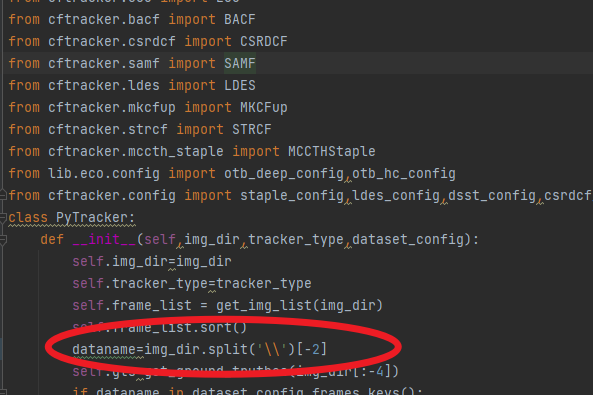 from cftracker.bacf import BACF
from cftracker.csrdcf import CSRDCF
from cftracker.samf import SAMF
from cftracker.ldes import LDES
from cftracker.mkcfup import MKCFup
from cftracker.strcf import STRCF
from cftracker.mccth_staple import MCCTHStaple
from lib.eco.config import otb_deep_config,otb_hc_config
from cftracker.config import staple_config,ldes_config,dsst_config,csrdcf
class PyTracker:
def __init__(self,img_dir,tracker_type,dataset_config):
self.img_dir=img_dir
self.tracker_type=tracker_type
self.frame_list = get_img_list(img_dir)
self.frame_list.sort()
dataname=img_dir.split('\\')[-2]
self.gts=get_ground_truthes(img_dir[:-4])
if dataname in dataset_config.frames.keys():